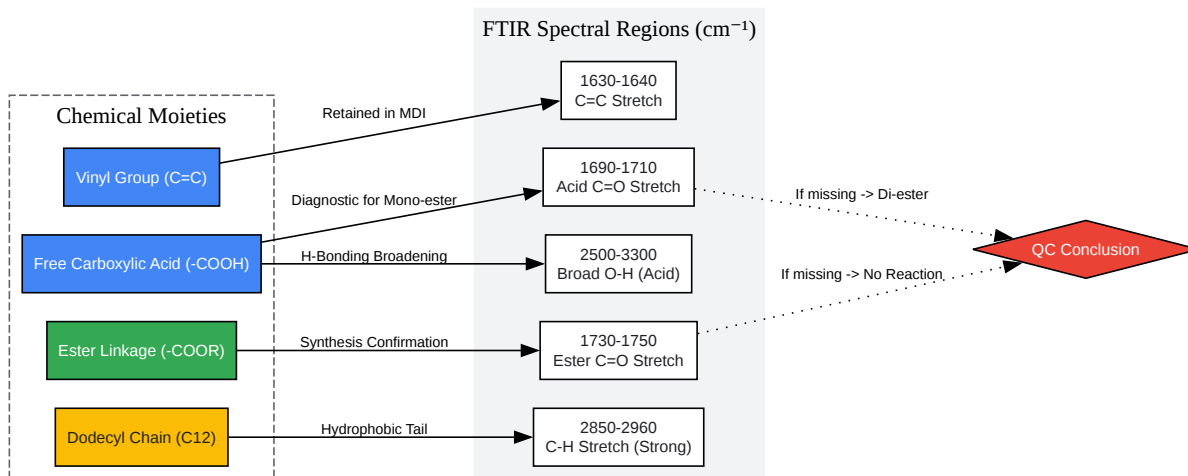 FTIR Spectral Regions (cm⁻¹)
Chemical Moieties
Vinyl Group (C=C)
Retained in MDI
1630-1640
C=C Stretch
Free Carboxylic Acid (-COOH)
Diagnostic for Mono-ester
1690-1710
Acid C=O Stretch
H-Bonding Broadening
2500-3300
Broad O-H (Acid)
Ester Linkage (-COOR)
Synthesis Confirmation
1730-1750
Ester C=O Stretch
Dodecyl Chain (C12)
Hydrophobic Tail
2850-2960
C-H Stretch (Strong)
If missing -> Di-ester
If missing -> No Reaction
QC Conclusion